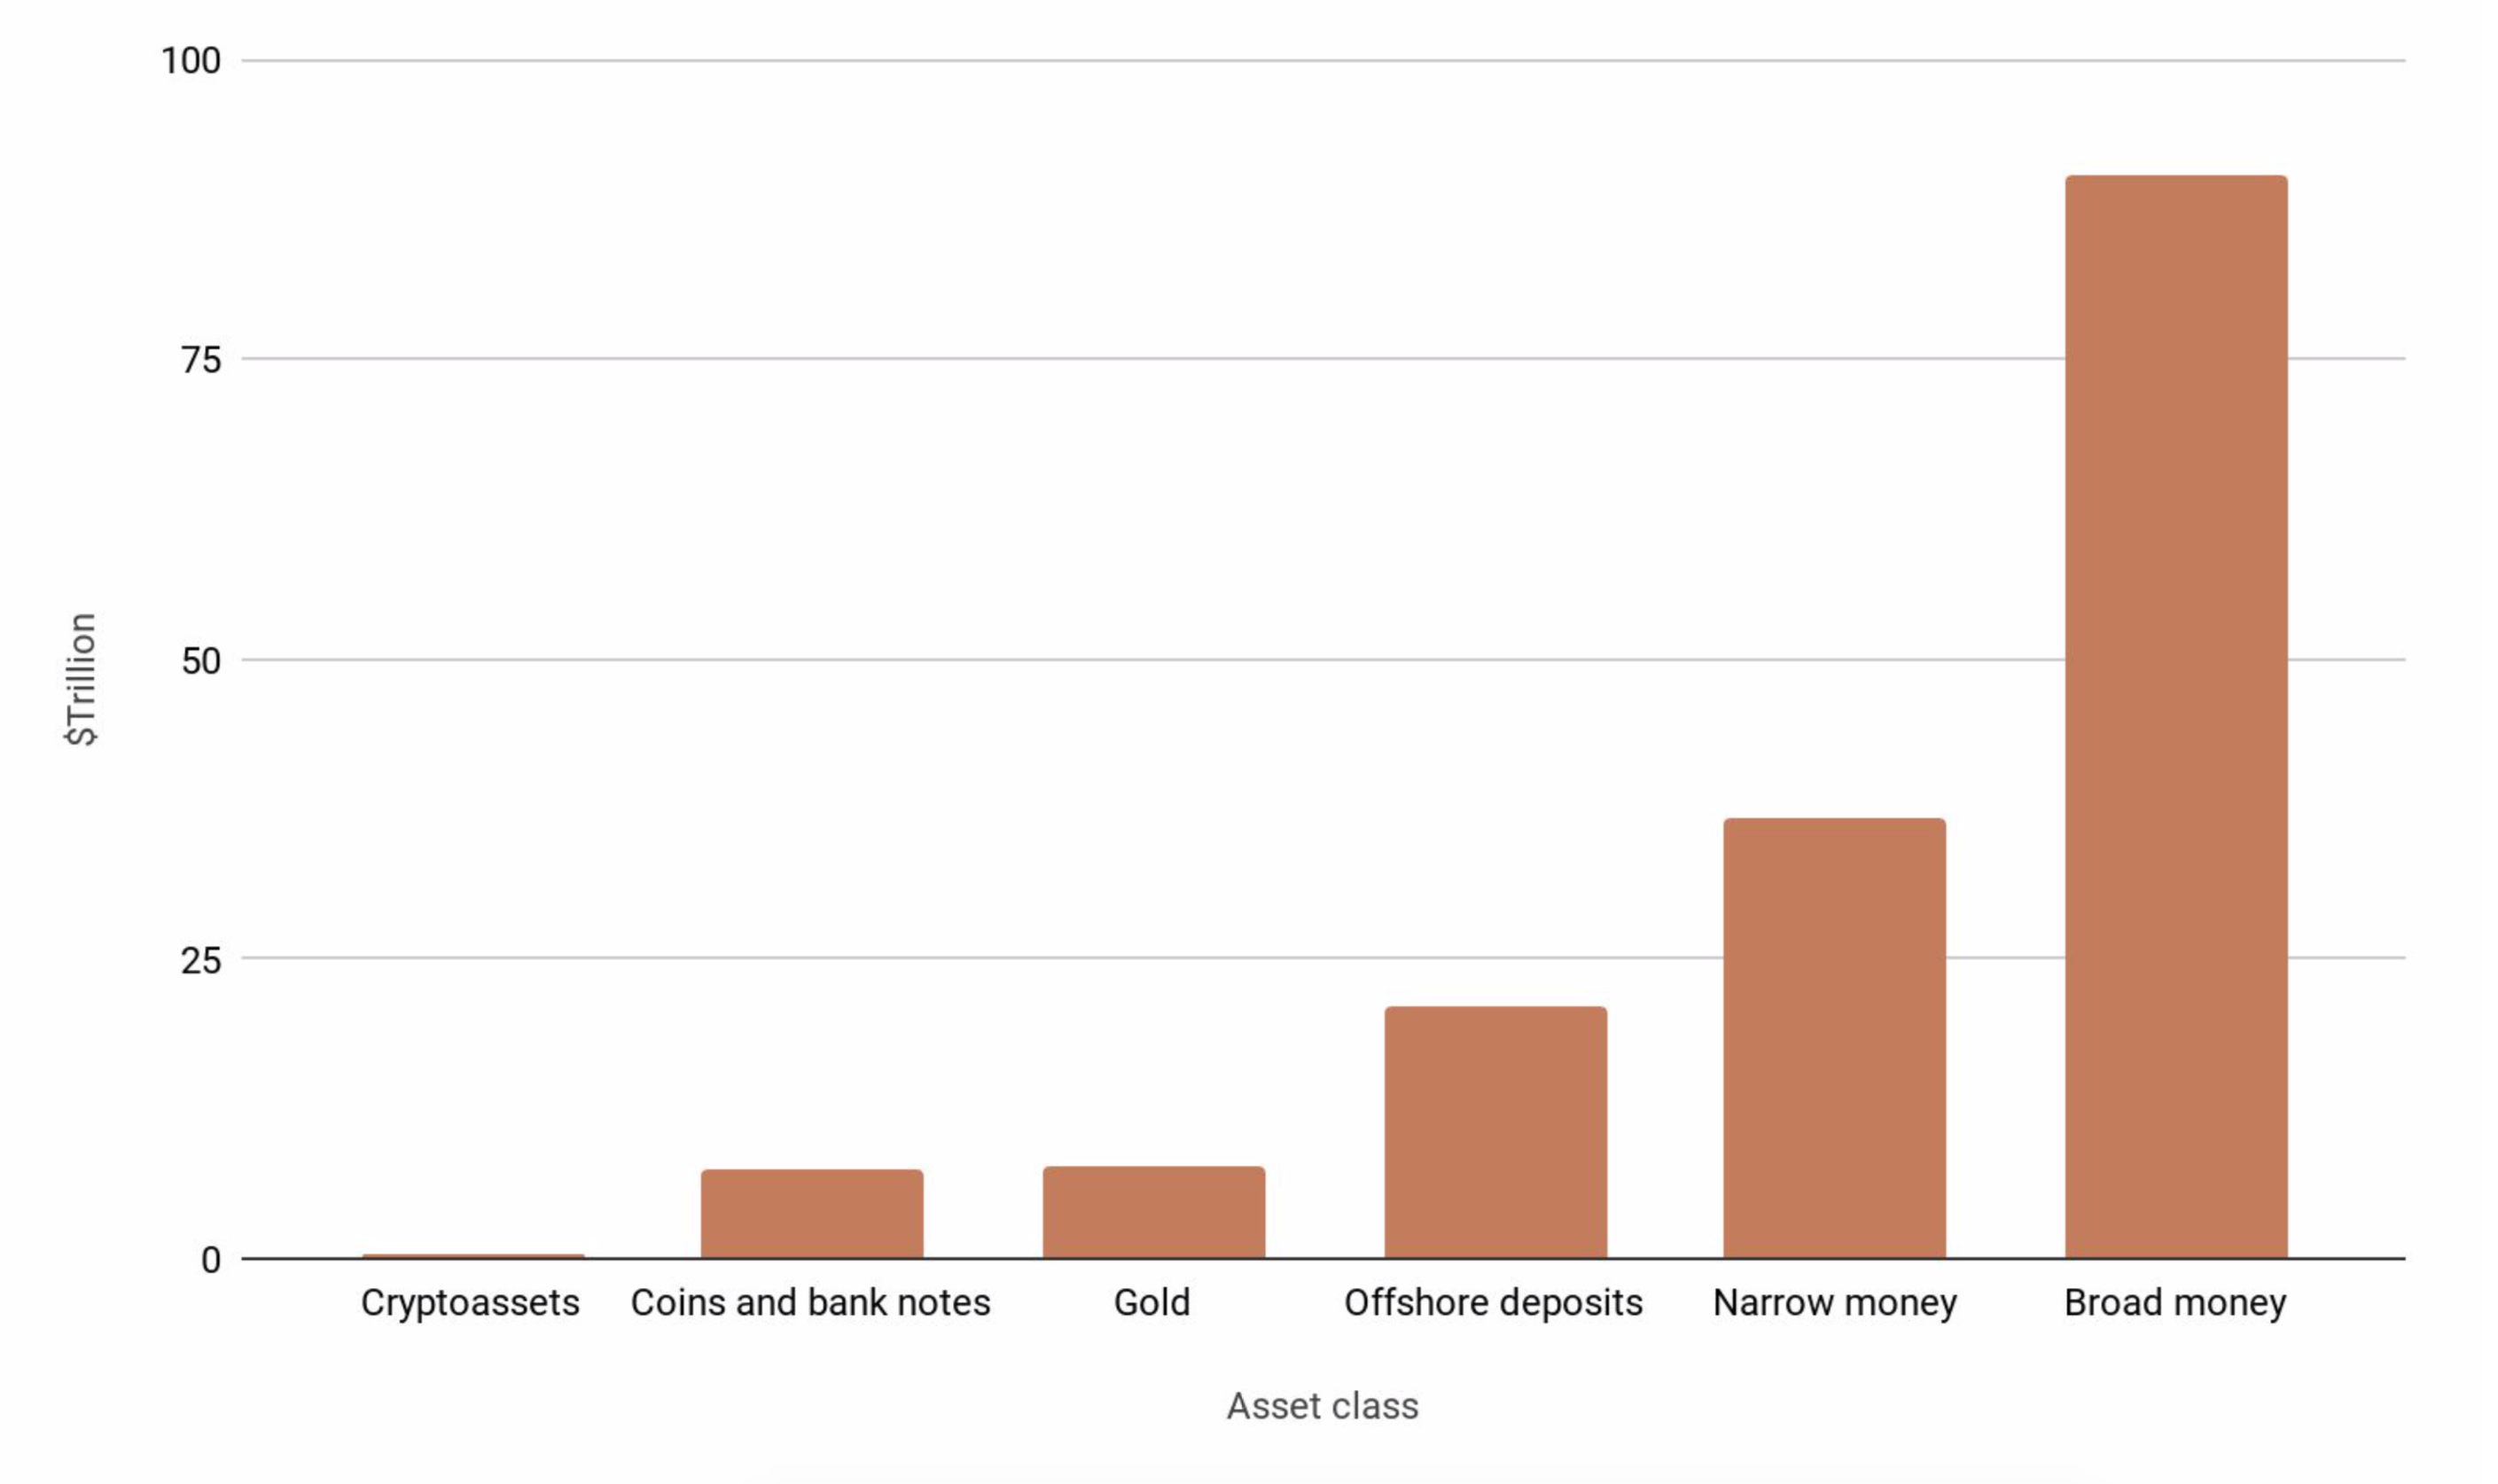 100
75
50
25
0
$Trillion
Cryptoassets
Coins and bank notes
Gold
Offshore deposits
Narrow money
Broad money
Asset class